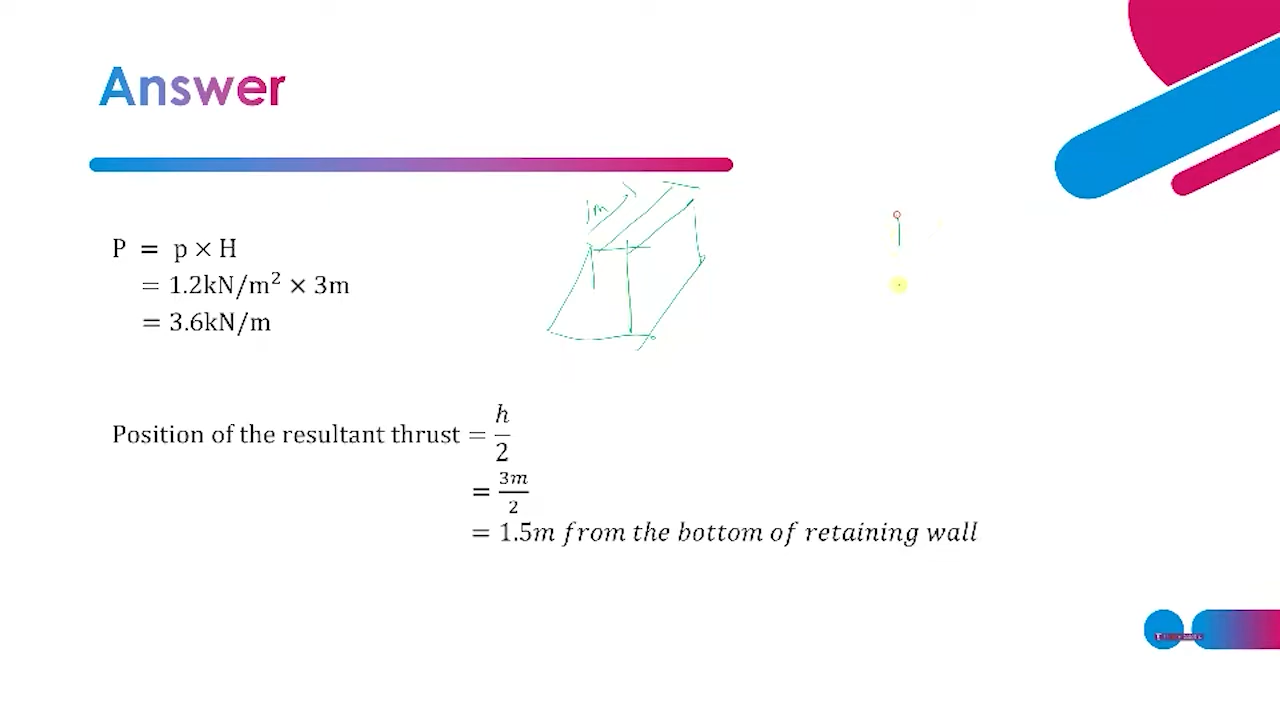 Answer
1m
P = p × H
= 1.2kN/m² × 3m
= 3.6kN/m
Position of the resultant thrust = h/2
= 3m/2
= 1.5m from the bottom of retaining wall